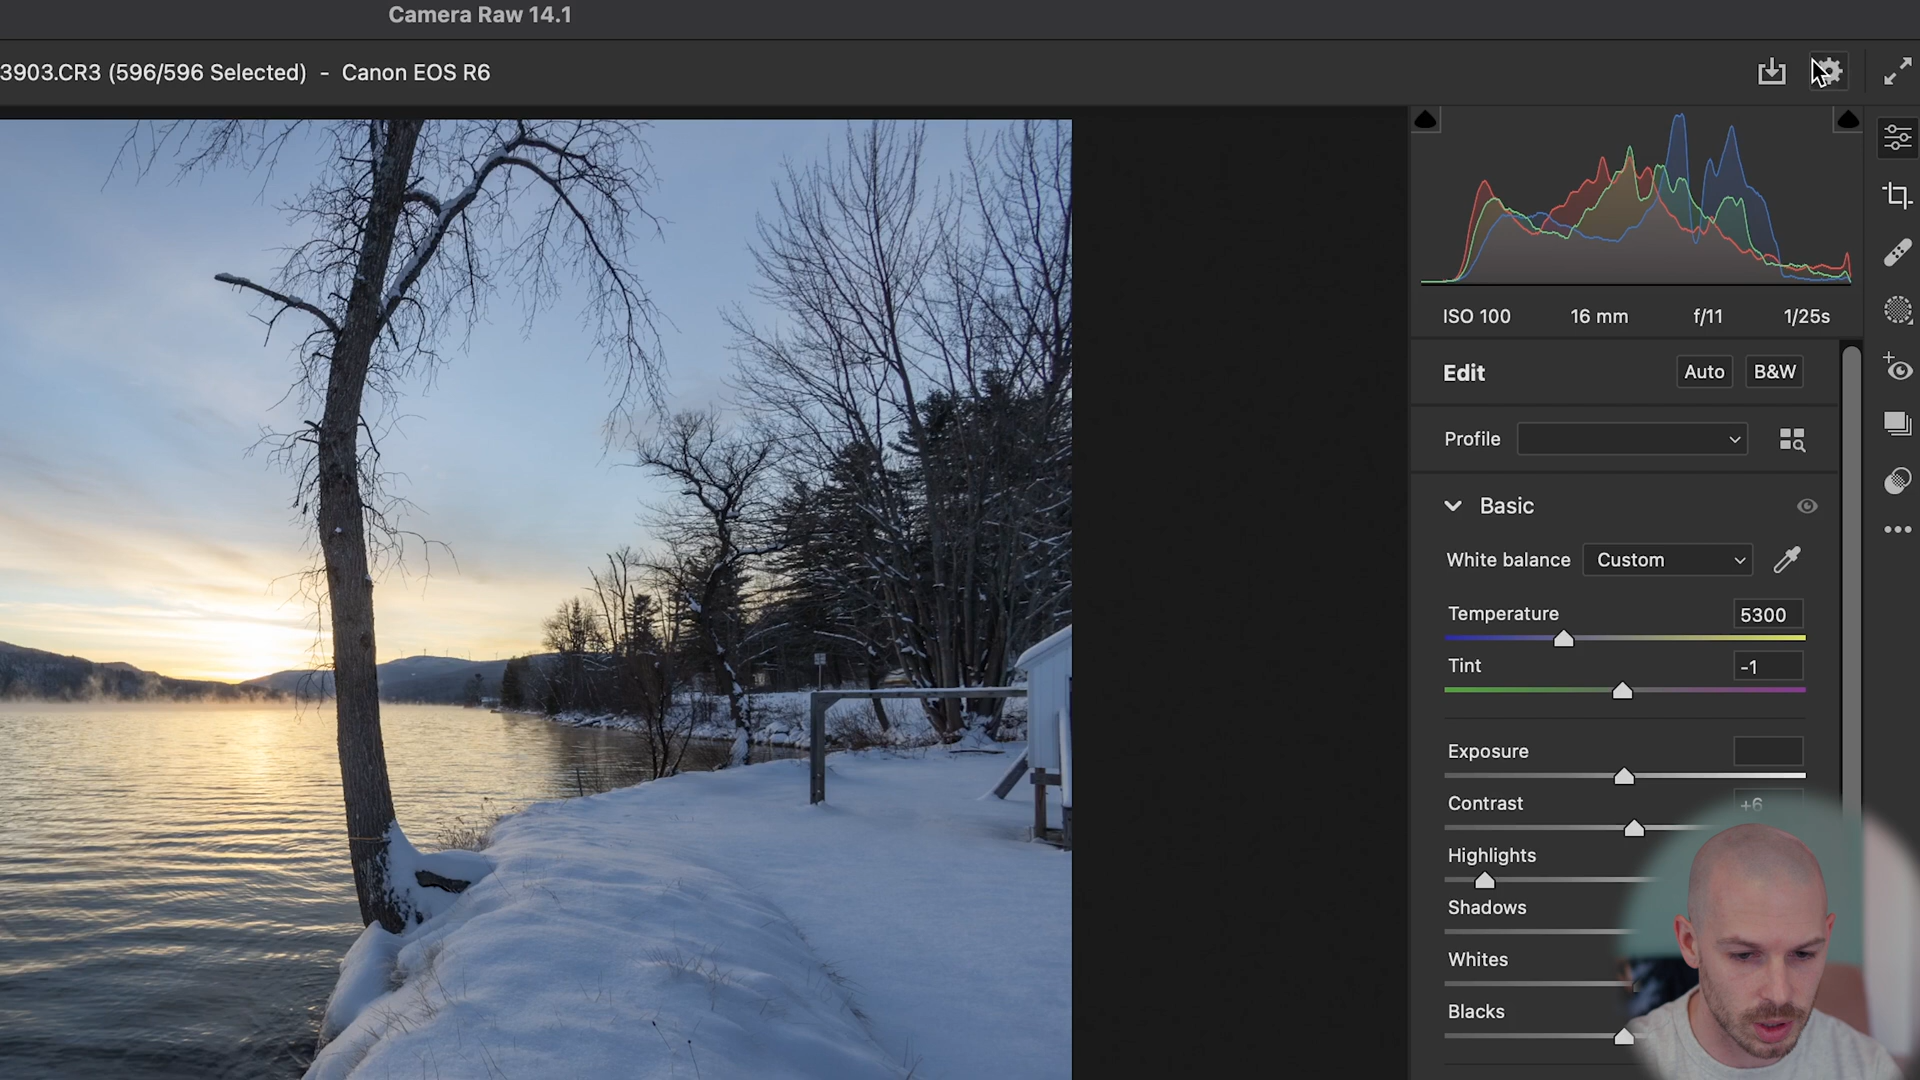 Camera Raw 14.1
3903.CR3 (596/596 Selected) - Canon EOS R6
ISO 100 16 mm f/11 1/25s
Edit Auto B&W
Profile
Basic
White balance Custom
Temperature 5300
Tint -1
Exposure
Contrast +6
Highlights
Shadows
Whites
Blacks